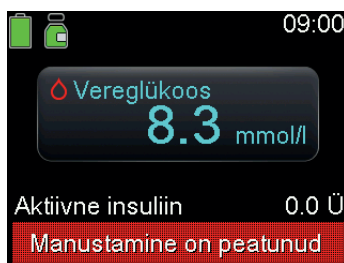 09:00
Vereglükoos
8.3 mmol/l
Aktiivne insuliin 0.0 Ü
Manustamine on peatunud